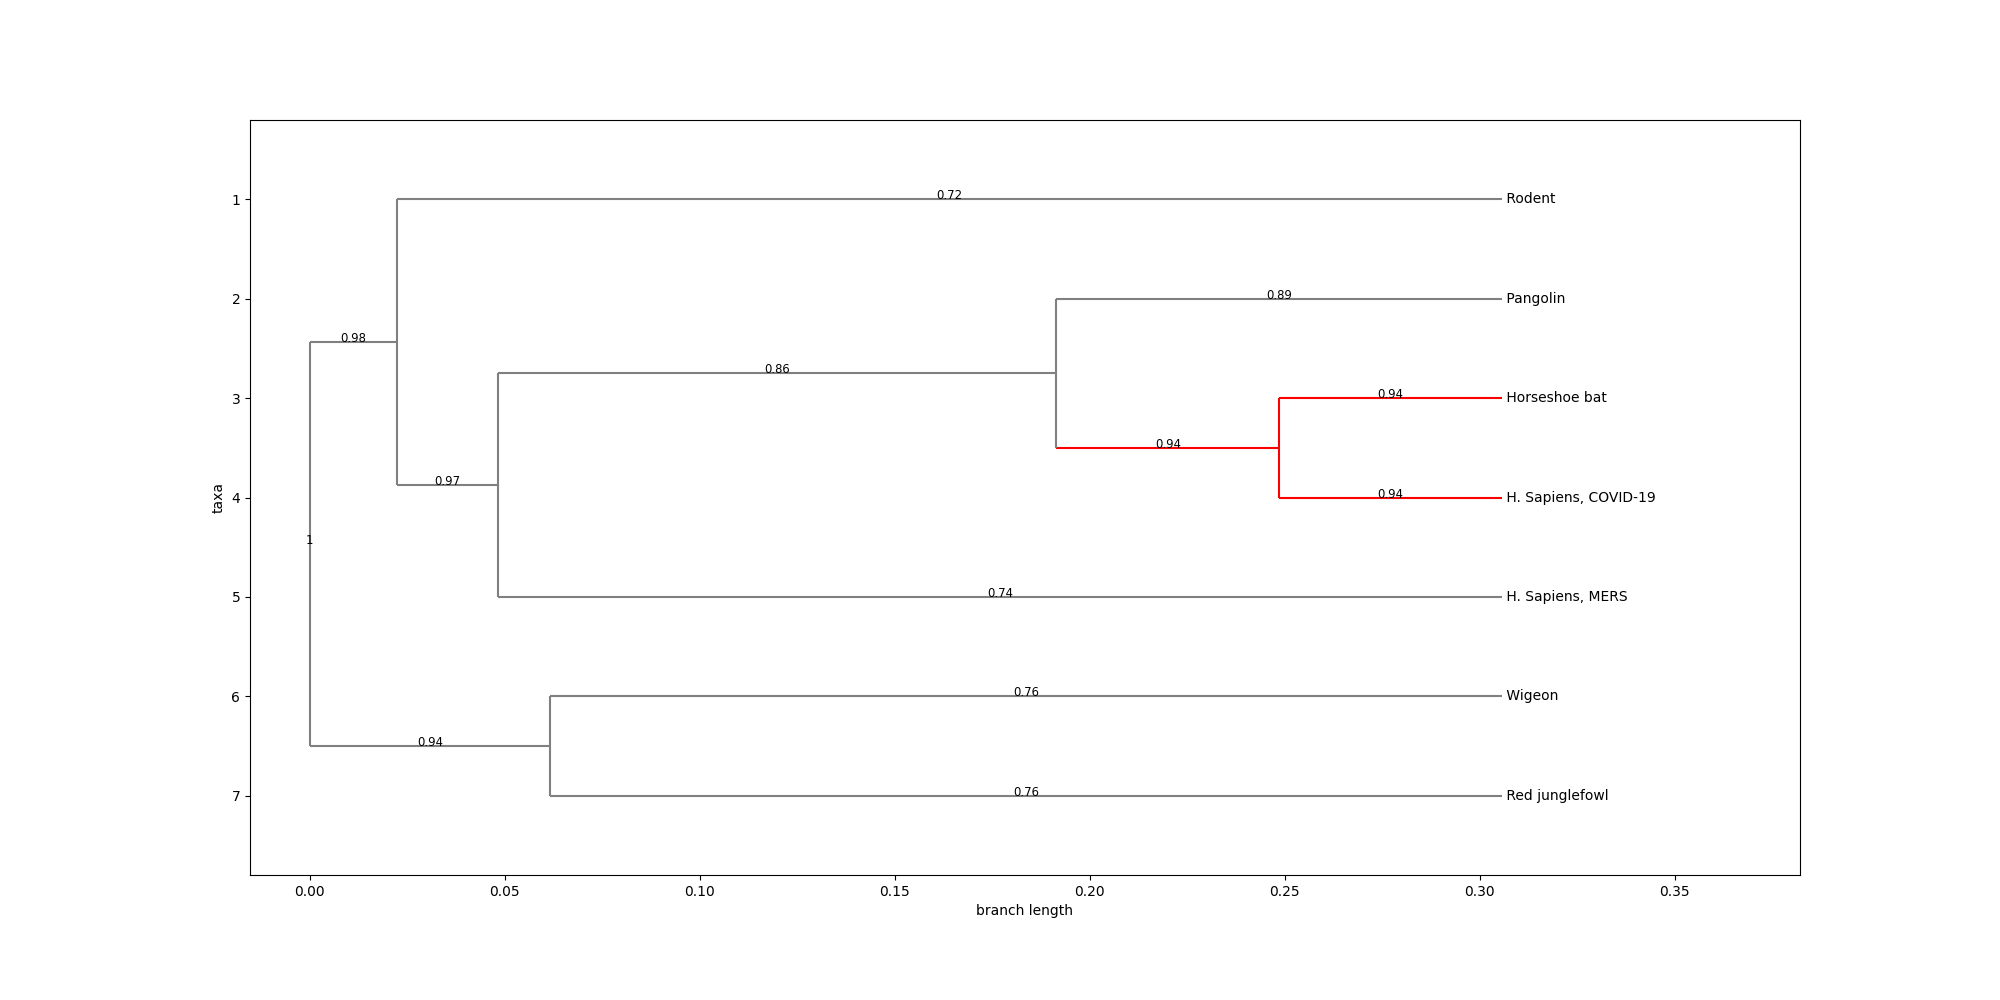 1
0.72
Rodent
2
0.89
Pangolin
0.98
0.86
3
0.94
Horseshoe bat
0.94
0.97
4
0.94
H. Sapiens, COVID-19
taxa
1
5
0.74
H. Sapiens, MERS
6
0.76
Wigeon
0.94
7
0.76
Red junglefowl
0.00 0.05 0.10 0.15 0.20 0.25 0.30 0.35
branch length